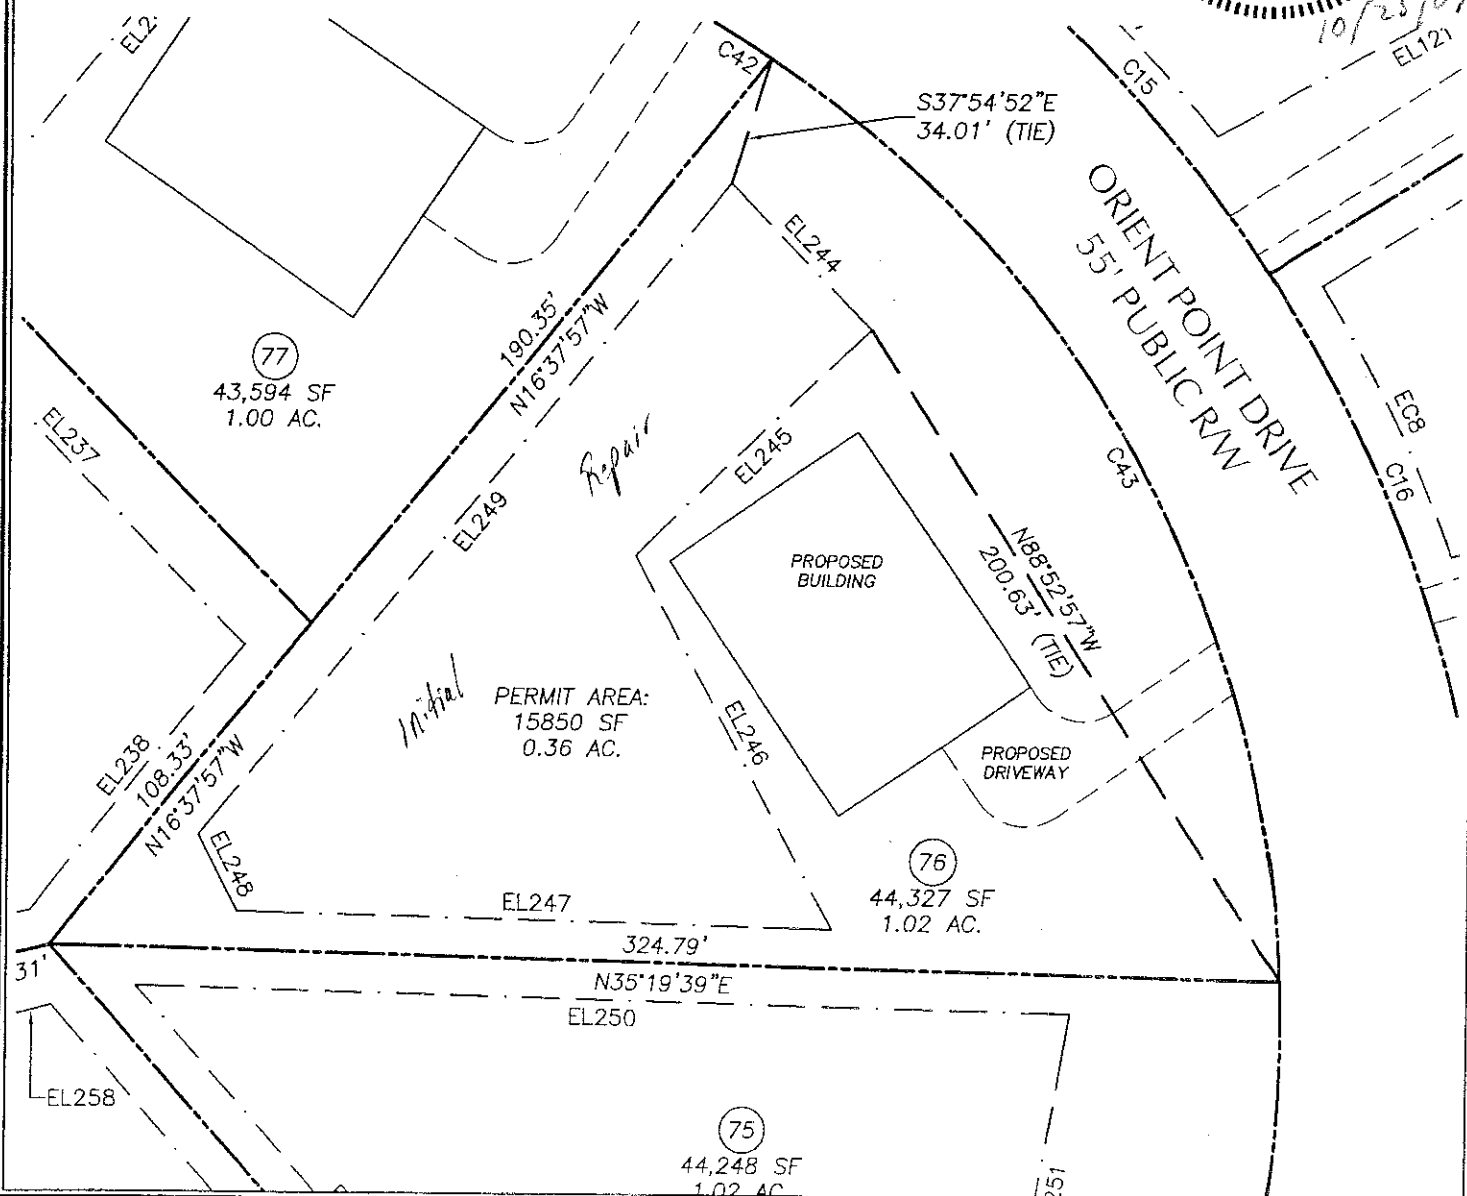 10/23/07
EL121
C15
C42
S37°54'52"E
34.01' (TIE)
ORIENT POINT DRIVE
55' PUBLIC R/W
EL244
190.35'
N16°37'57"W
77
43,594 SF
1.00 AC.
EL237
Repair
EL245
EL249
C43
EC8
C16
PROPOSED
BUILDING
N88°52'57"W
200.63' (TIE)
Initial
PERMIT AREA:
15850 SF
0.36 AC.
EL246
EL238
108.33'
N16°37'57"W
PROPOSED
DRIVEWAY
EL248
76
44,327 SF
1.02 AC.
EL247
324.79'
N35°19'39"E
31'
EL250
EL258
75
44,248 SF
1.02 AC
251